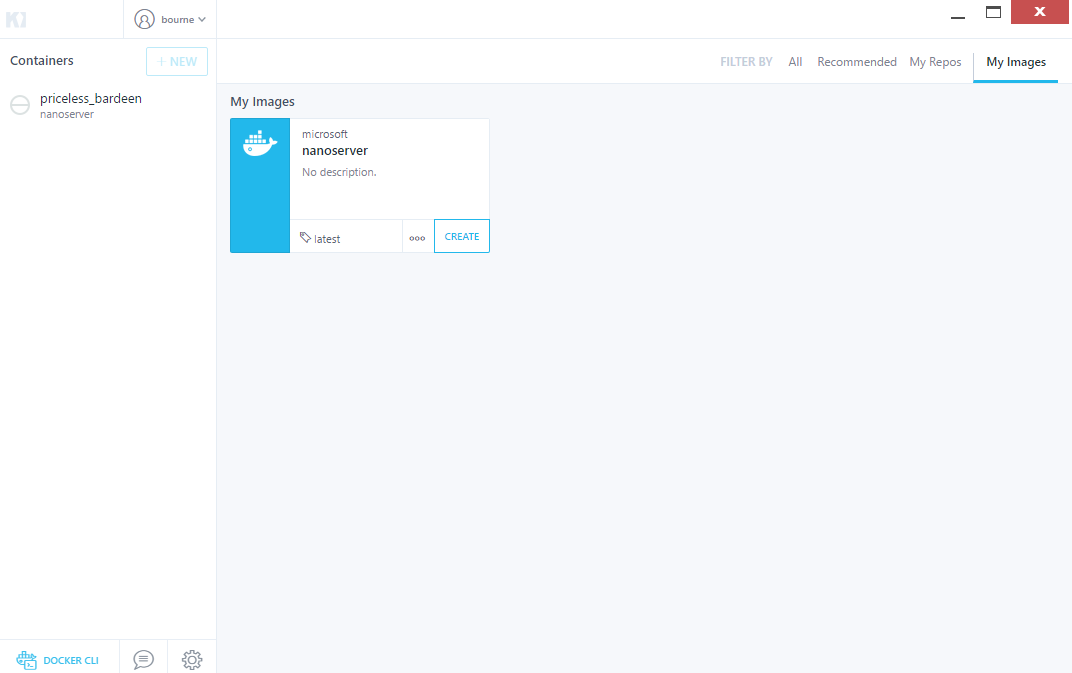 bourne
Containers
+ NEW
FILTER BY All Recommended My Repos My Images
priceless_bardeen
nanoserver
My Images
microsoft
nanoserver
No description.
latest
CREATE
DOCKER CLI